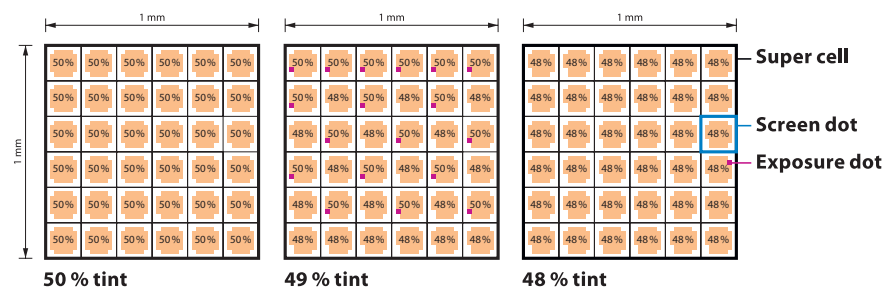 1 mm 1 mm 1 mm
50% 50% 50% 50% 50% 50% 50% 50% 50% 50% 50% 50% 48% 48% 48% 48% 48% 48% Super cell
50% 50% 50% 50% 50% 50% 50% 48% 50% 48% 50% 48% 48% 48% 48% 48% 48% 48%
50% 50% 50% 50% 50% 50% 48% 50% 48% 50% 48% 50% 48% 48% 48% 48% 48% 48% Screen dot
1 mm
50% 50% 50% 50% 50% 50% 50% 48% 50% 48% 50% 48% 48% 48% 48% 48% 48% 48% Exposure dot
50% 50% 50% 50% 50% 50% 48% 50% 48% 50% 48% 50% 48% 48% 48% 48% 48% 48%
50% 50% 50% 50% 50% 50% 48% 48% 48% 48% 48% 48% 48% 48% 48% 48% 48% 48%
50 % tint 49 % tint 48 % tint